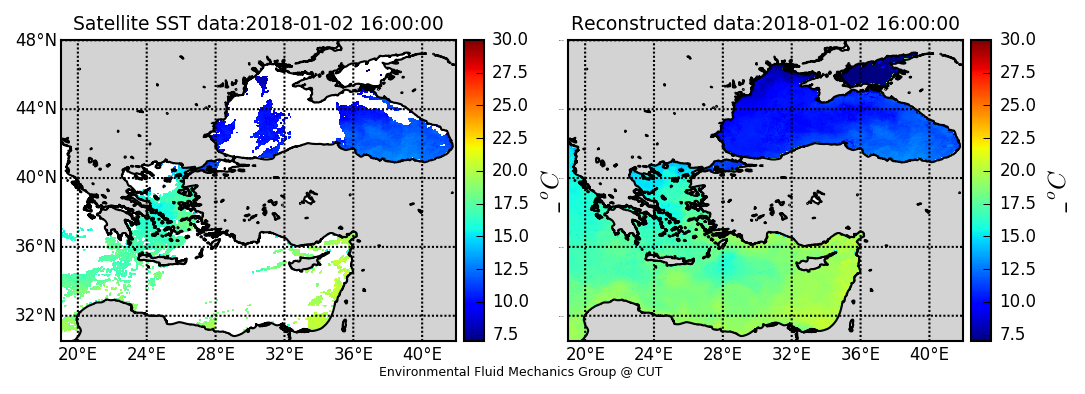 Satellite SST data:2018-01-02 16:00:00
48°N
44°N
40°N
36°N
32°N
20°E 24°E 28°E 32°E 36°E 40°E
30.0
27.5
25.0
22.5
20.0
17.5
15.0
12.5
10.0
7.5
_ °C
Reconstructed data:2018-01-02 16:00:00
20°E 24°E 28°E 32°E 36°E 40°E
30.0
27.5
25.0
22.5
20.0
17.5
15.0
12.5
10.0
7.5
_ °C
Environmental Fluid Mechanics Group @ CUT